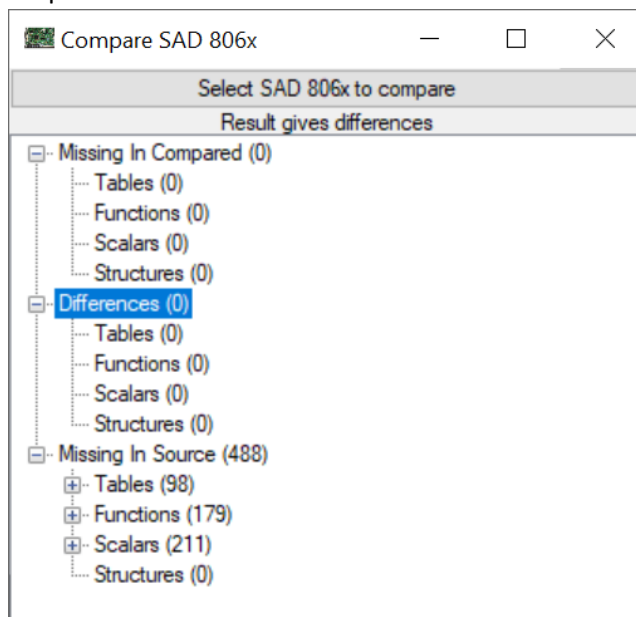 Compare SAD 806x
Select SAD 806x to compare
Result gives differences
Missing In Compared (0)
Tables (0)
Functions (0)
Scalars (0)
Structures (0)
Differences (0)
Tables (0)
Functions (0)
Scalars (0)
Structures (0)
Missing In Source (488)
Tables (98)
Functions (179)
Scalars (211)
Structures (0)